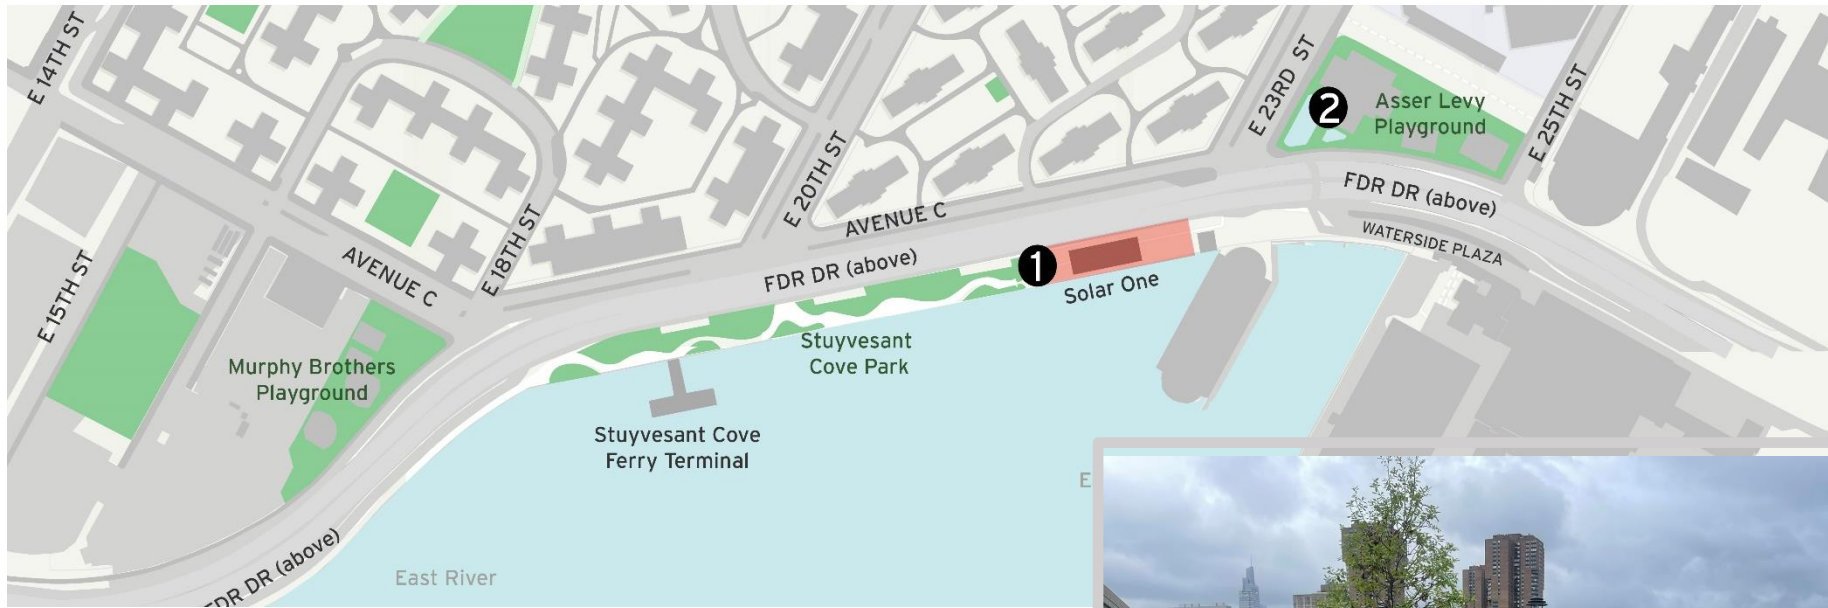 E 14TH ST
E 15TH ST
AVENUE C
E 18TH ST
E 20TH ST
AVENUE C
FDR DR (above)
E 23RD ST
2
Asser Levy
Playground
E 25TH ST
FDR DR (above)
WATERSIDE PLAZA
1
Solar One
Stuyvesant
Cove Park
Murphy Brothers
Playground
Stuyvesant Cove
Ferry Terminal
E
East River
FDR DR (above)